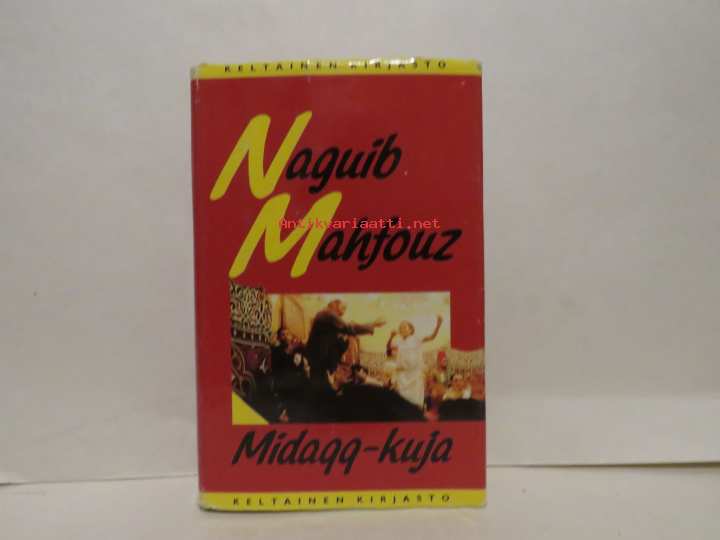 KELTAINEN KIRJASTO
Naguib
Antikvariaatti.net
Mahfouz
Midaqq-kuja
KELTAINEN KIRJASTO